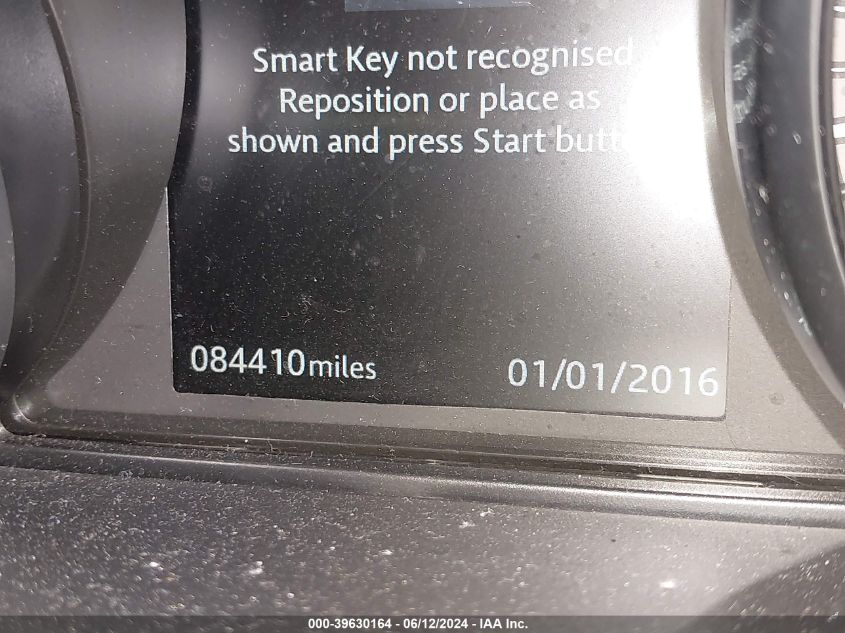 Smart Key not recognised
Reposition or place as
shown and press Start
084410miles
01/01/2016
000-39630164 - 06/12/2024 - IAA Inc.